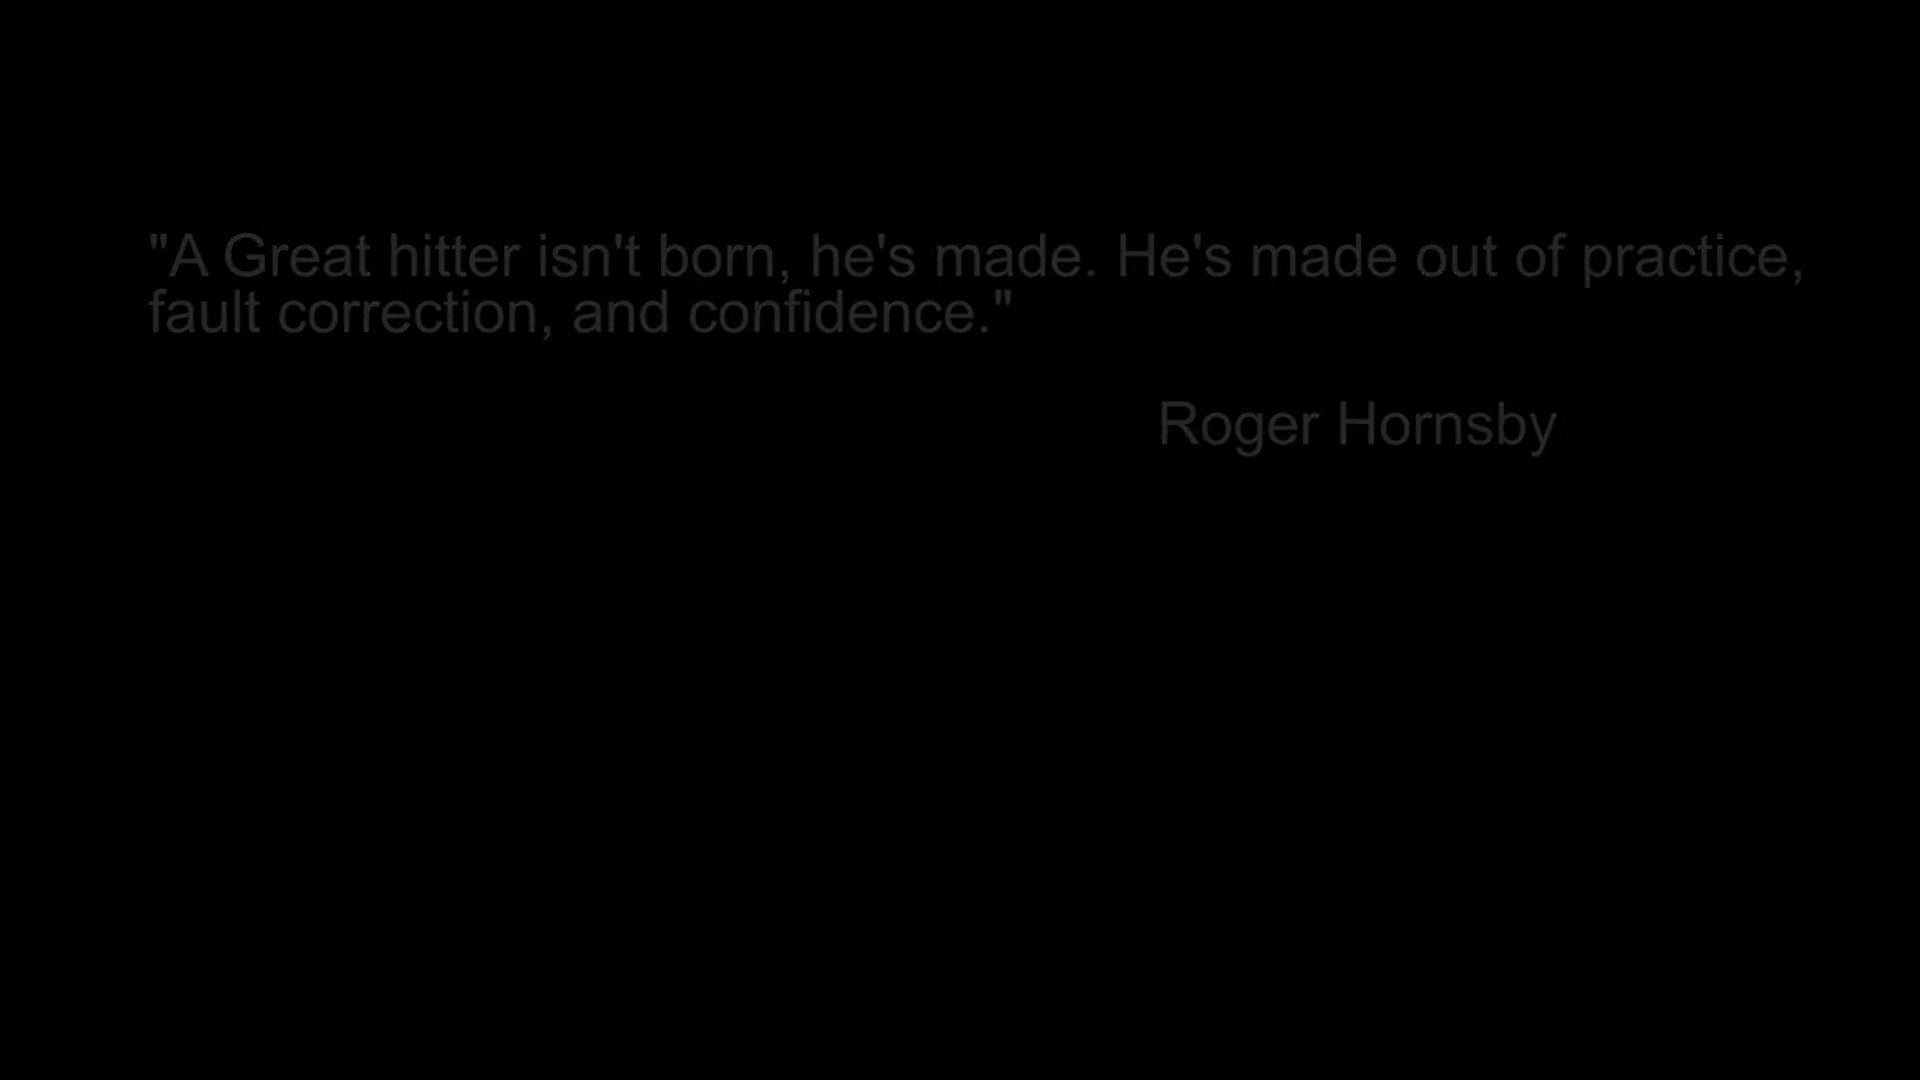 "A Great hitter isn't born, he's made. He's made out of practice,
fault correction, and confidence."
Roger Hornsby